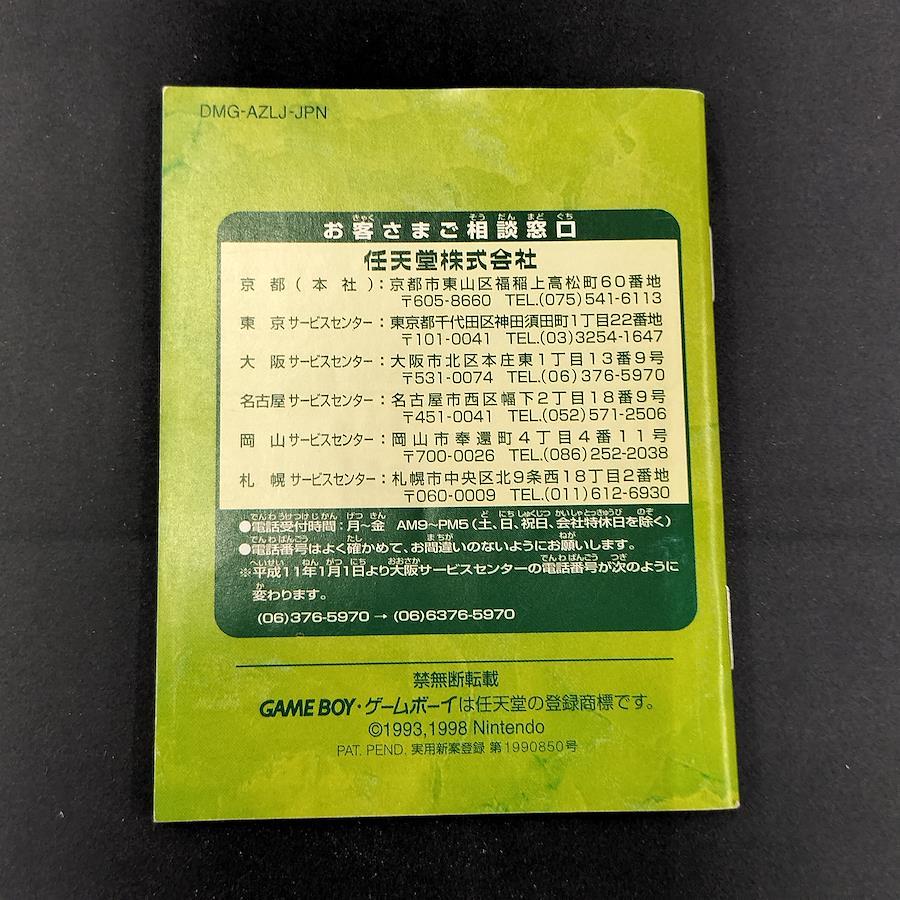 DMG-AZLJ-JPN
お客さまご相談窓口
任天堂株式会社
京都(本社):京都市東山区福稲上高松町60番地
〒605-8660 TEL.(075)541-6113
東京サービスセンター:東京都千代田区神田須田町1丁目22番地
〒101-0041 TEL.(03)3254-1647
大阪サービスセンター:大阪市北区本庄東1丁目13番9号
〒531-0074 TEL.(06)376-5970
名古屋サービスセンター:名古屋市西区幅下2丁目18番9号
〒451-0041 TEL.(052)571-2506
岡山サービスセンター:岡山市奉還町4丁目4番11号
〒700-0026 TEL.(086)252-2038
札幌サービスセンター:札幌市中央区北9条西18丁目2番地
〒060-0009 TEL.(011)612-6930
●電話受付時間:月~金 AM9~PM5(土、日、祝日、会社特休日を除く)
●電話番号はよく確かめて、お間違いのないようにお願いします。
※平成11年1月1日より大阪サービスセンターの電話番号が次のように
変わります。
(06)376-5970→(06)6376-5970
禁無断転載
GAME BOY・ゲームボーイは任天堂の登録商標です。
©1993,1998 Nintendo
PAT. PEND. 実用新案登録 第1990850号